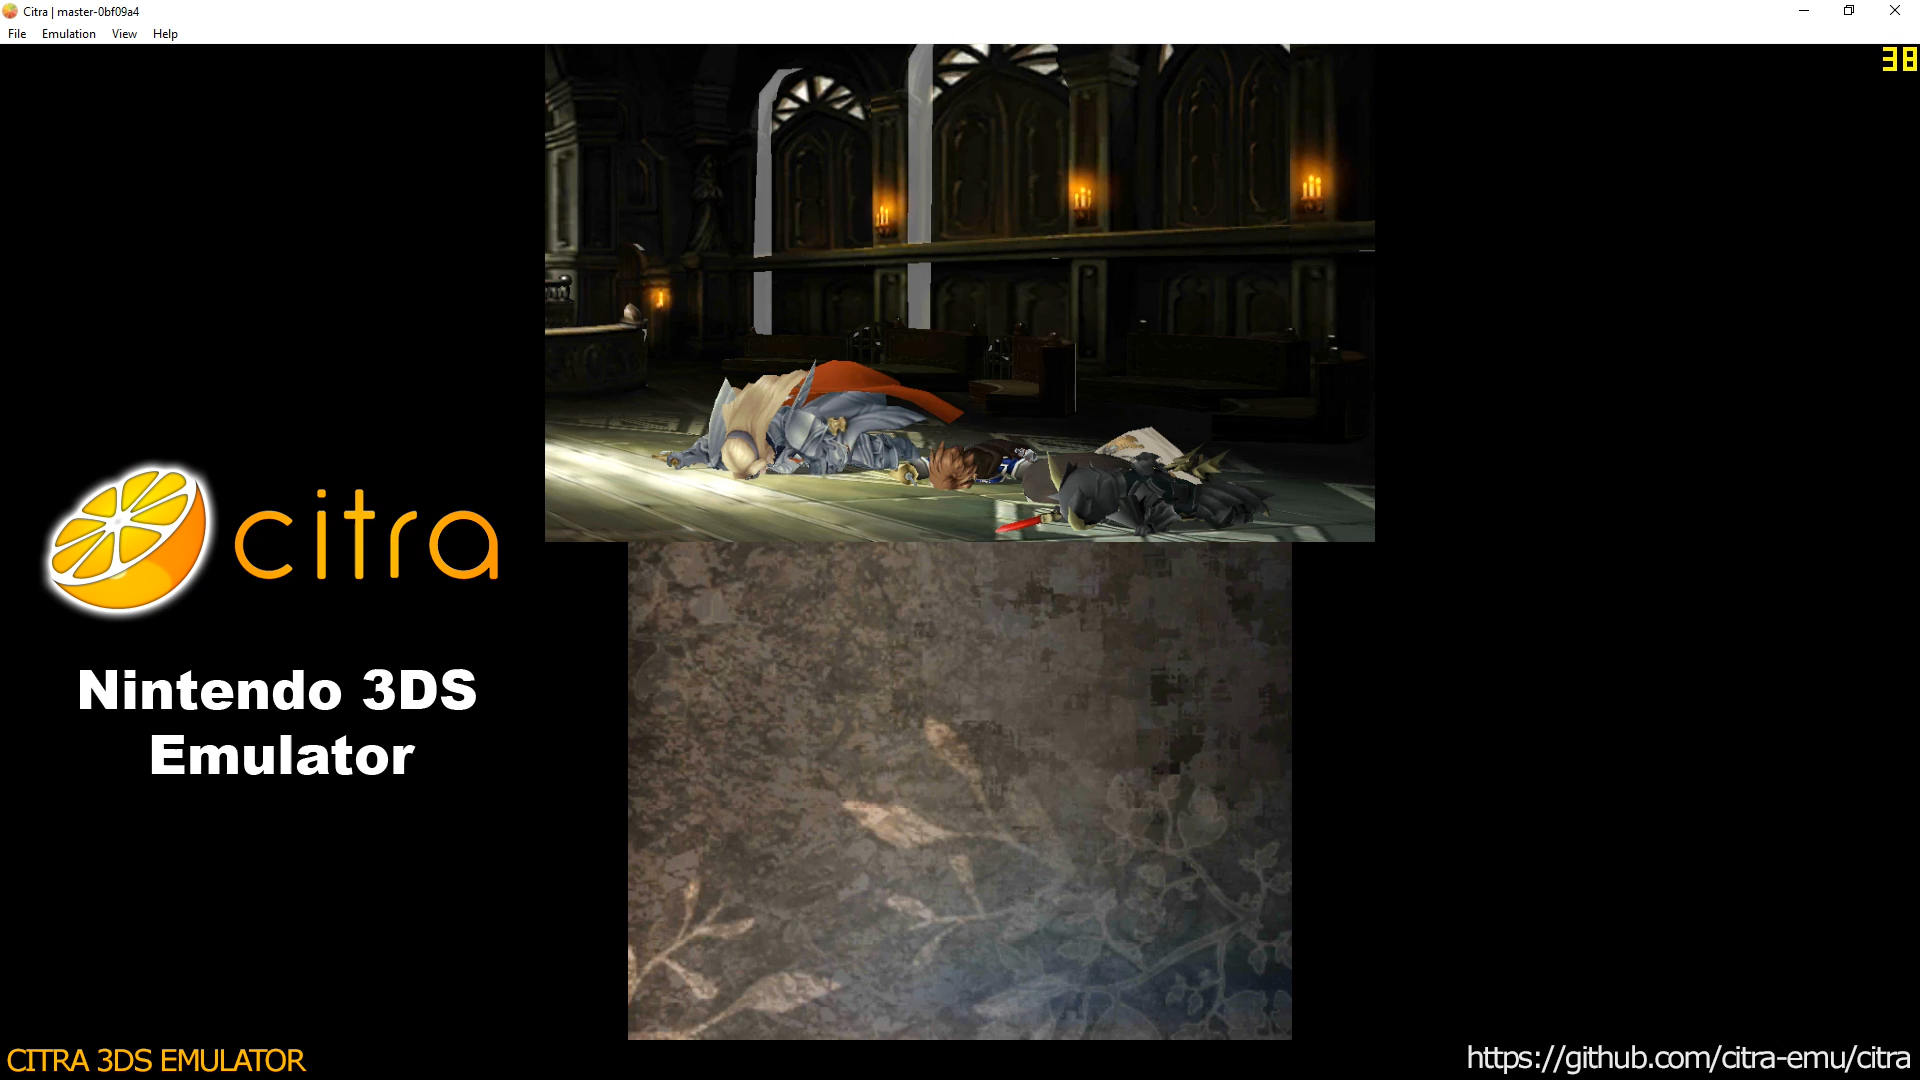 Citra | master-0bf09a4
File Emulation View Help
38
citra
Nintendo 3DS
Emulator
CITRA 3DS EMULATOR
https://github.com/citra-emu/citra